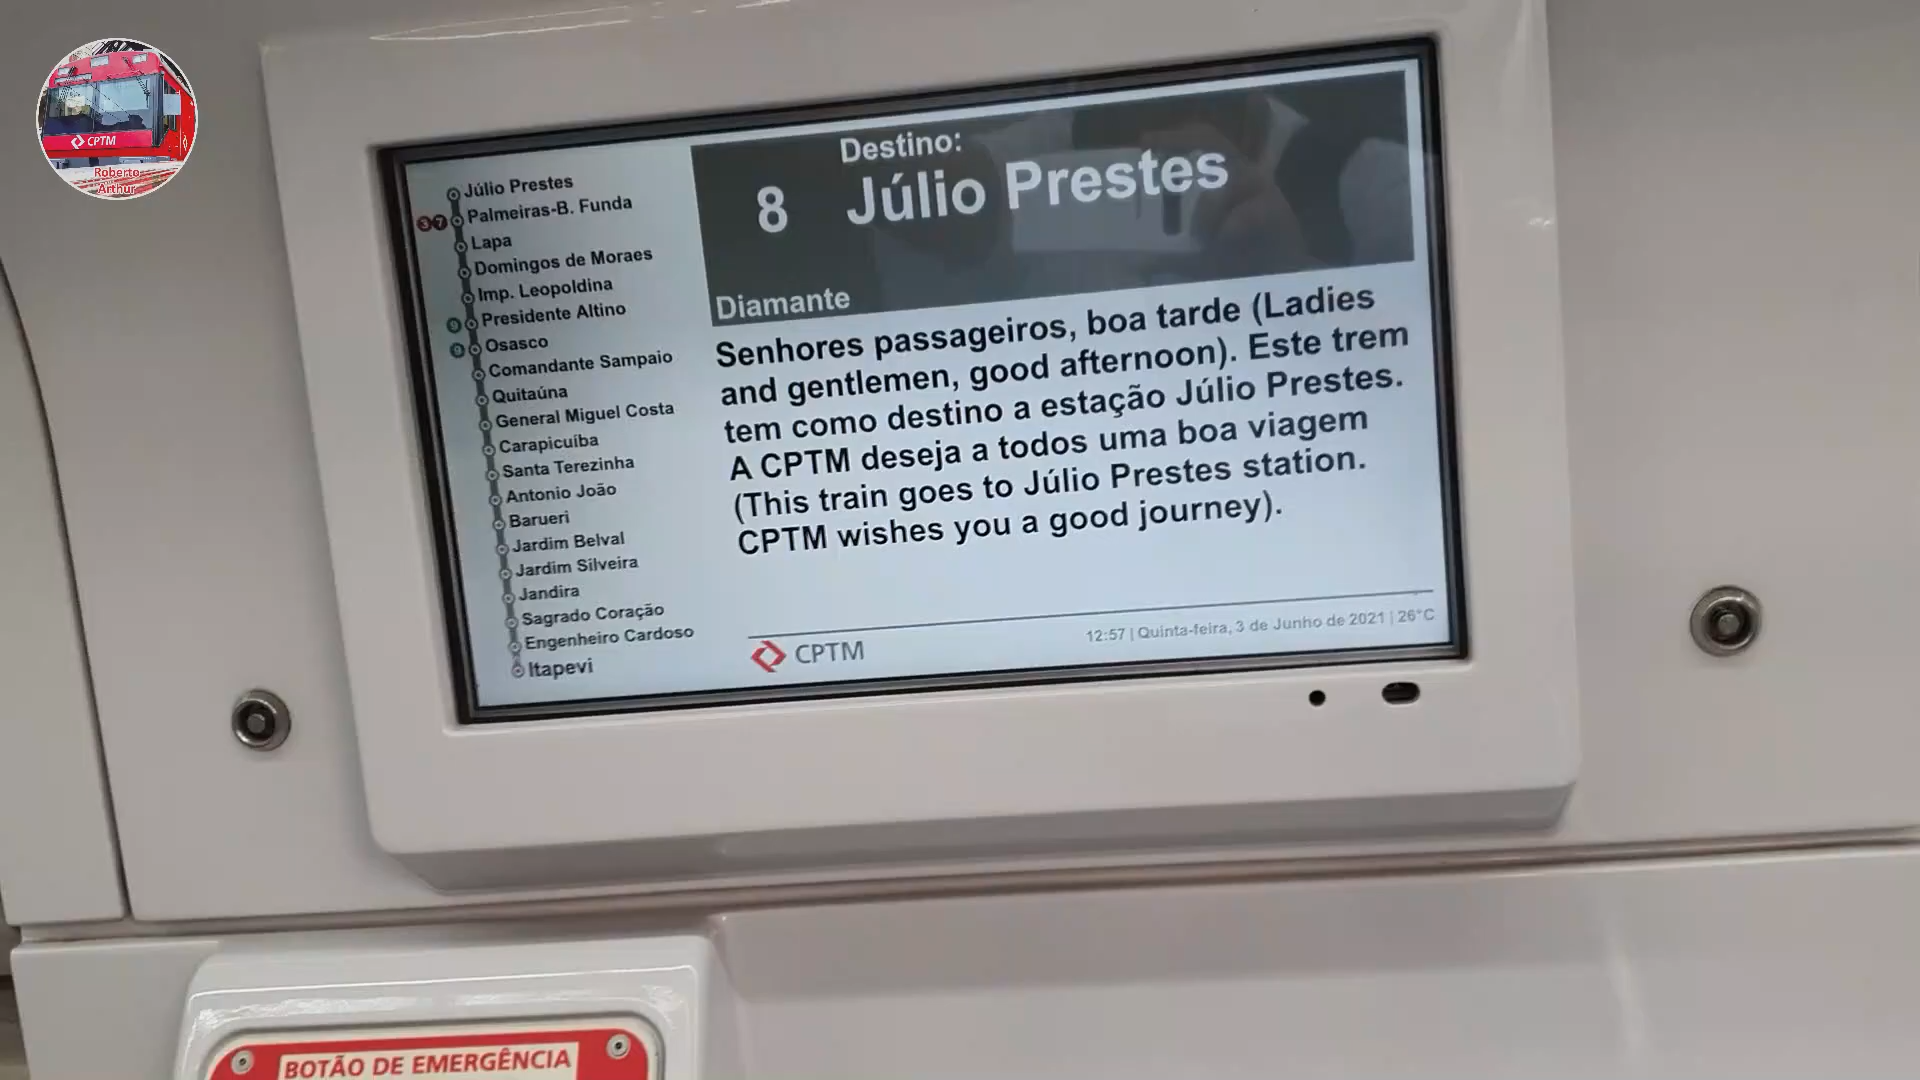 CPTM
Roberto
Arthur
Júlio Prestes
3 7 Palmeiras-B. Funda
Lapa
Domingos de Moraes
Imp. Leopoldina
9 Presidente Altino
9 Osasco
Comandante Sampaio
Quitaúna
General Miguel Costa
Carapicuíba
Santa Terezinha
Antonio João
Barueri
Jardim Belval
Jardim Silveira
Jandira
Sagrado Coração
Engenheiro Cardoso
Itapevi
Destino:
8 Júlio Prestes
Diamante
Senhores passageiros, boa tarde (Ladies
and gentlemen, good afternoon). Este trem
tem como destino a estação Júlio Prestes.
A CPTM deseja a todos uma boa viagem
(This train goes to Júlio Prestes station.
CPTM wishes you a good journey).
CPTM
12:57 | Quinta-feira, 3 de Junho de 2021 | 26°C
BOTÃO DE EMERGÊNCIA